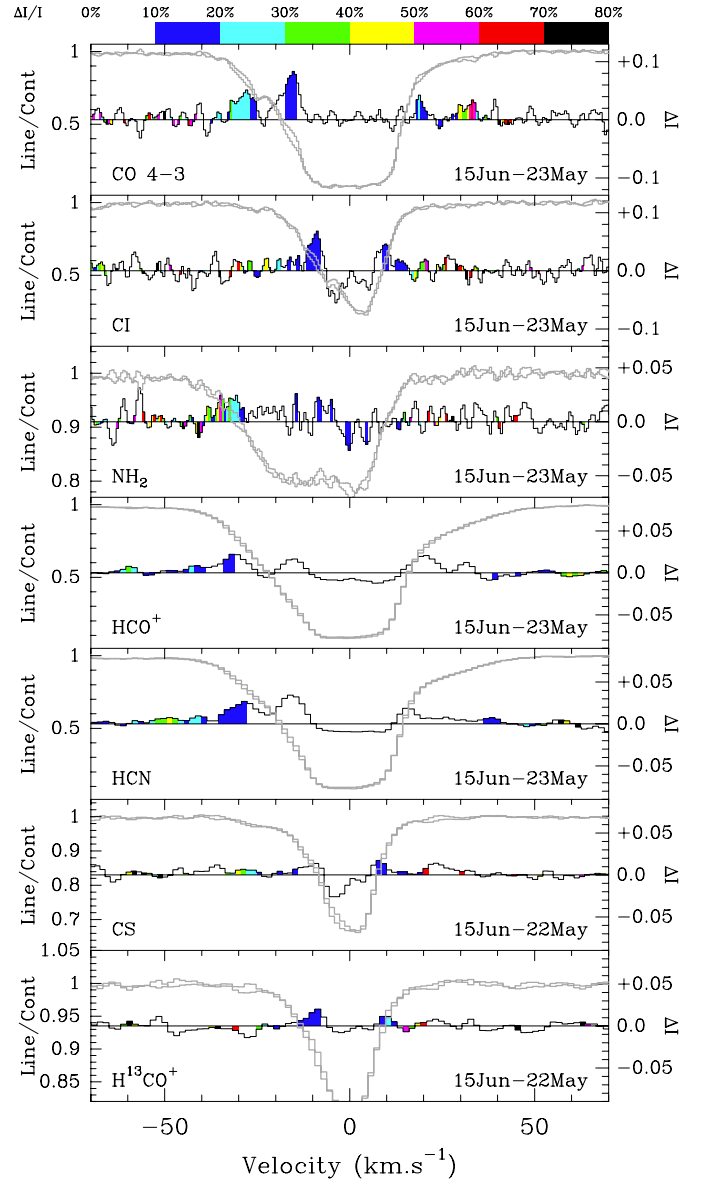 ΔI/I 0% 10% 20% 30% 40% 50% 60% 70% 80%
1
0.5
Line/Cont
+0.1
0.0
−0.1
ΔI
CO 4−3
15Jun−23May
1
0.5
Line/Cont
+0.1
0.0
−0.1
ΔI
CI
15Jun−23May
1
0.9
0.8
Line/Cont
+0.05
0.0
−0.05
ΔI
NH₂
15Jun−23May
1
0.5
Line/Cont
+0.05
0.0
−0.05
ΔI
HCO⁺
15Jun−23May
1
0.5
Line/Cont
+0.05
0.0
−0.05
ΔI
HCN
15Jun−23May
1
0.9
0.8
0.7
Line/Cont
+0.05
0.0
−0.05
ΔI
CS
15Jun−22May
1.05
1
0.95
0.9
0.85
Line/Cont
+0.05
0.0
−0.05
ΔI
H¹³CO⁺
15Jun−22May
−50 0 50
Velocity (km.s⁻¹)